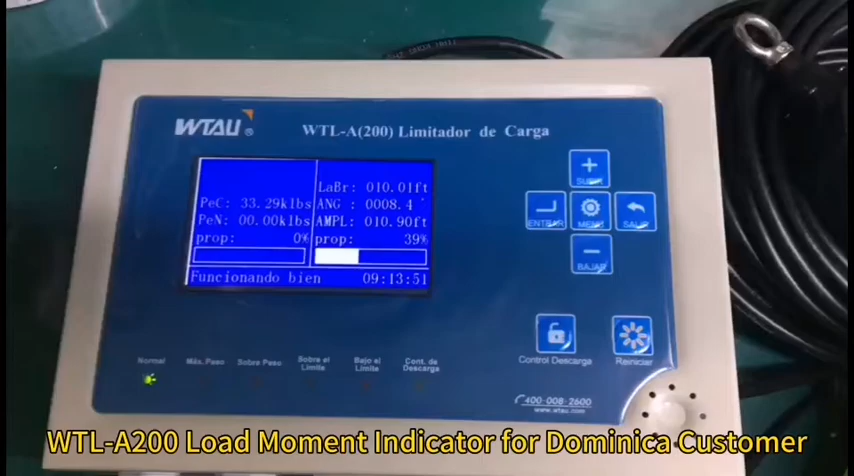 WTAU®
WTL-A(200) Limitador de Carga
LaBr: 010.01ft
PeC: 33.29klbs ANG : 0008.4°
PeN: 00.00klbs AMPL: 010.90ft
prop: 0% prop: 39%
Funcionando bien 09:13:51
+
SUBIR
ENTRAR MENU SALIR
BAJAR
Control Descarga Reiniciar
Normal Máx. Paso Sobre Peso Sobre el Límite Bajo el Límite Cont. de Descarga
400-008-2600
www.wtau.com
WTL-A200 Load Moment Indicator for Dominica Customer